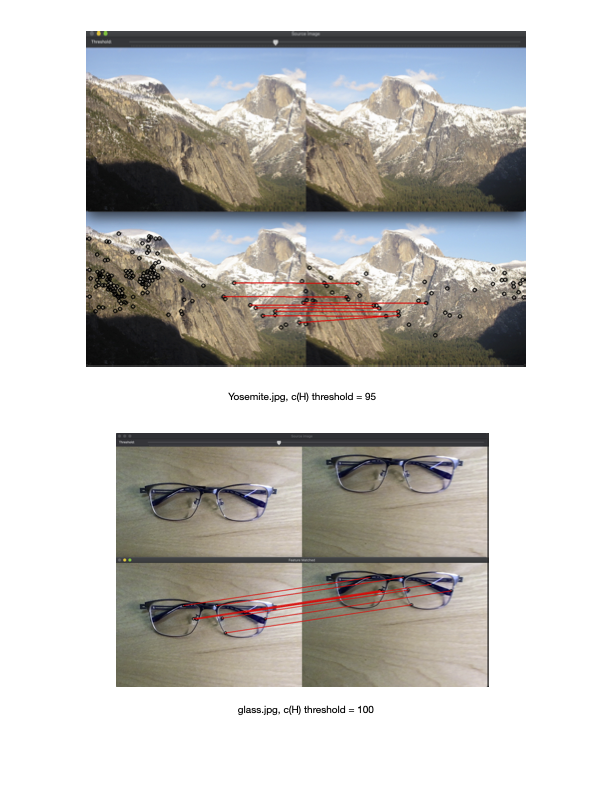 Source Image
Threshold
Yosemite.jpg, c(H) threshold = 95
Source Image
Threshold
Feature Matched
glass.jpg, c(H) threshold = 100